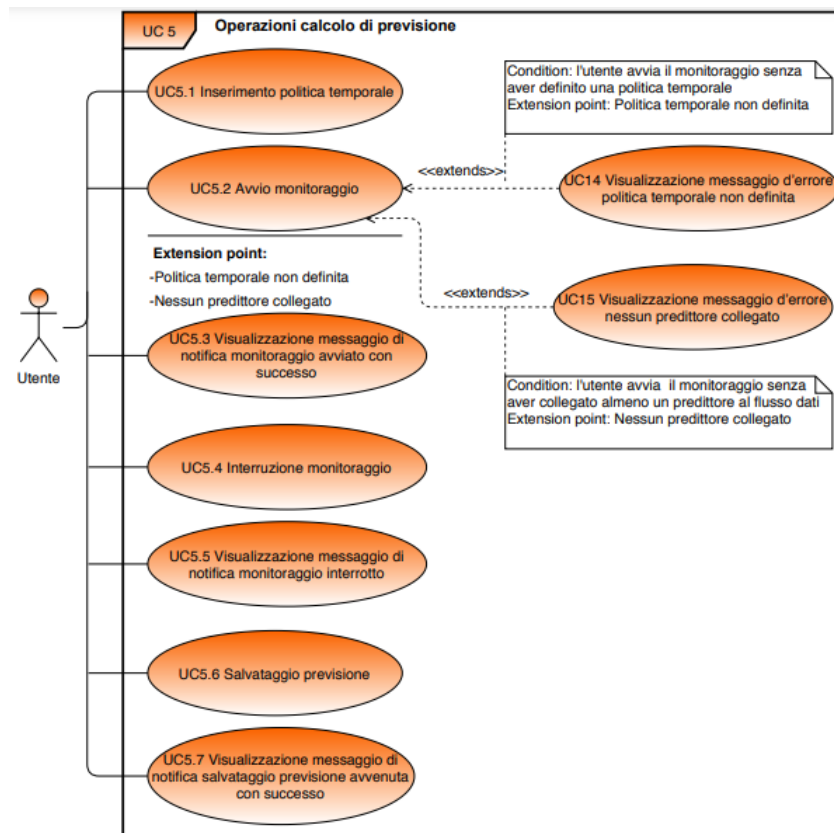 UC 5
Operazioni calcolo di previsione
UC5.1 Inserimento politica temporale
Condition: l'utente avvia il monitoraggio senza
aver definito una politica temporale
Extension point: Politica temporale non definita
<<extends>>
UC5.2 Avvio monitoraggio
UC14 Visualizzazione messaggio d'errore
politica temporale non definita
Extension point:
-Politica temporale non definita
-Nessun predittore collegato
<<extends>>
UC15 Visualizzazione messaggio d'errore
nessun predittore collegato
Utente
UC5.3 Visualizzazione messaggio di
notifica monitoraggio avviato con
successo
Condition: l'utente avvia il monitoraggio senza
aver collegato almeno un predittore al flusso dati
Extension point: Nessun predittore collegato
UC5.4 Interruzione monitoraggio
UC5.5 Visualizzazione messaggio di
notifica monitoraggio interrotto
UC5.6 Salvataggio previsione
UC5.7 Visualizzazione messaggio di
notifica salvataggio previsione avvenuta
con successo